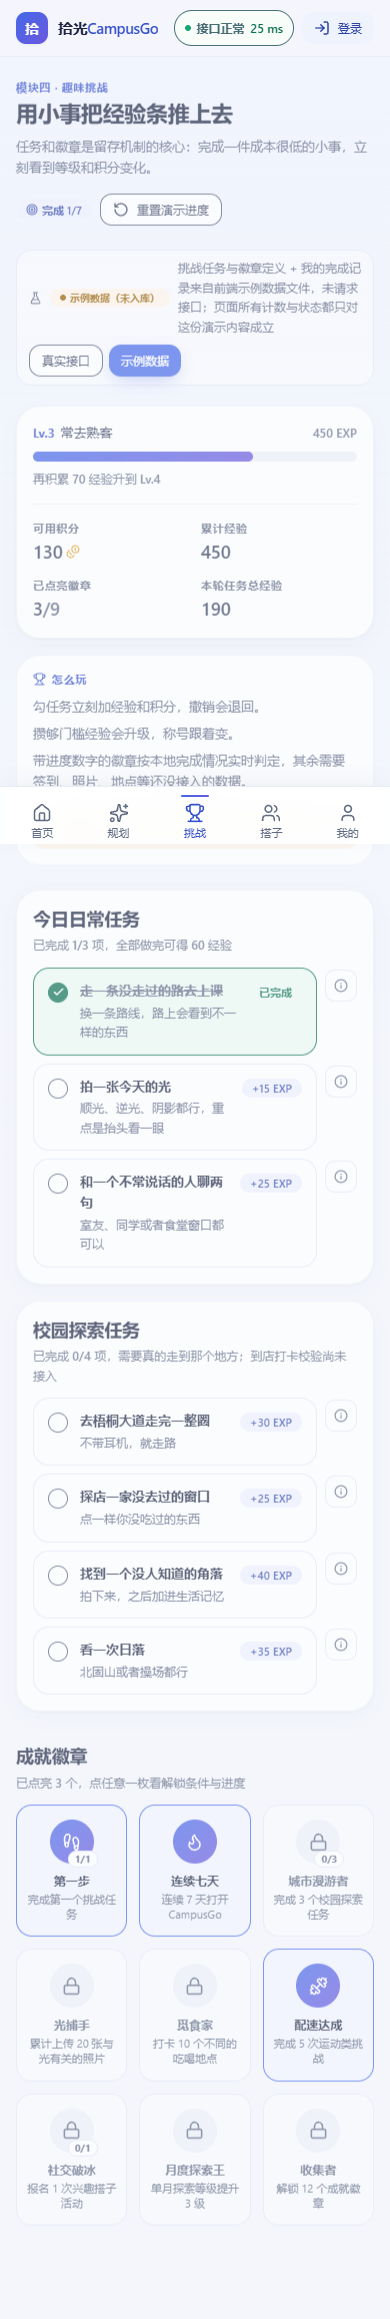 拾
拾光CampusGo
接口正常 25 ms
登录
模块四 · 趣味挑战
用小事把经验条推上去
任务和徽章是留存机制的核心：完成一件成本很低的小事，立
刻看到等级和积分变化。
完成 1/7
重置演示进度
示例数据（未入库）
挑战任务与徽章定义 + 我的完成记
录来自前端示例数据文件，未请求
接口；页面所有计数与状态都只对
这份演示内容成立
真实接口
示例数据
Lv.3 常去熟客
450 EXP
再积累 70 经验升到 Lv.4
可用积分
累计经验
130
450
已点亮徽章
本轮任务总经验
3/9
190
怎么玩
勾任务立刻加经验和积分，撤销会退回。
攒够门槛经验会升级，称号跟着变。
带进度数字的徽章按本地完成情况实时判定，其余需要
签到、照片、地点等还没接入的数据。
首页
规划
挑战
搭子
我的
今日日常任务
已完成 1/3 项，全部做完可得 60 经验
走一条没走过的路去上课
已完成
换一条路线，路上会看到不一
样的东西
拍一张今天的光
+15 EXP
顺光、逆光、阴影都行，重
点是抬头看一眼
和一个不常说话的人聊两
句
+25 EXP
室友、同学或者食堂窗口都
可以
校园探索任务
已完成 0/4 项，需要真的走到那个地方；到店打卡校验尚未
接入
去梧桐大道走完一整圈
+30 EXP
不带耳机，就走路
探店一家没去过的窗口
+25 EXP
点一样你没吃过的东西
找到一个没人知道的角落
+40 EXP
拍下来，之后加进生活记忆
看一次日落
+35 EXP
北固山或者操场都行
成就徽章
已点亮 3 个，点任意一枚看解锁条件与进度
1/1
第一步
完成第一个挑战任
务
连续七天
连续 7 天打开
CampusGo
0/3
城市漫游者
完成 3 个校园探索
任务
光捕手
累计上传 20 张与
光有关的照片
觅食家
打卡 10 个不同的
吃喝地点
配速达成
完成 5 次运动类挑
战
0/1
社交破冰
报名 1 次兴趣搭子
活动
月度探索王
单月探索等级提升
3 级
收集者
解锁 12 个成就徽
章